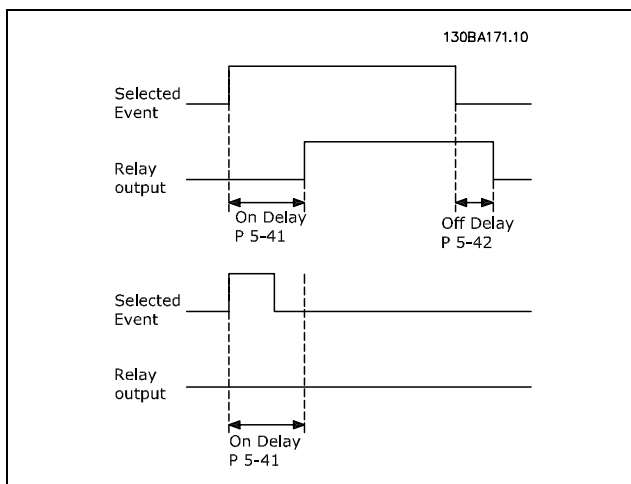 130BA171.10
Selected
Event
Relay
output
On Delay
P 5-41
Off Delay
P 5-42
Selected
Event
Relay
output
On Delay
P 5-41